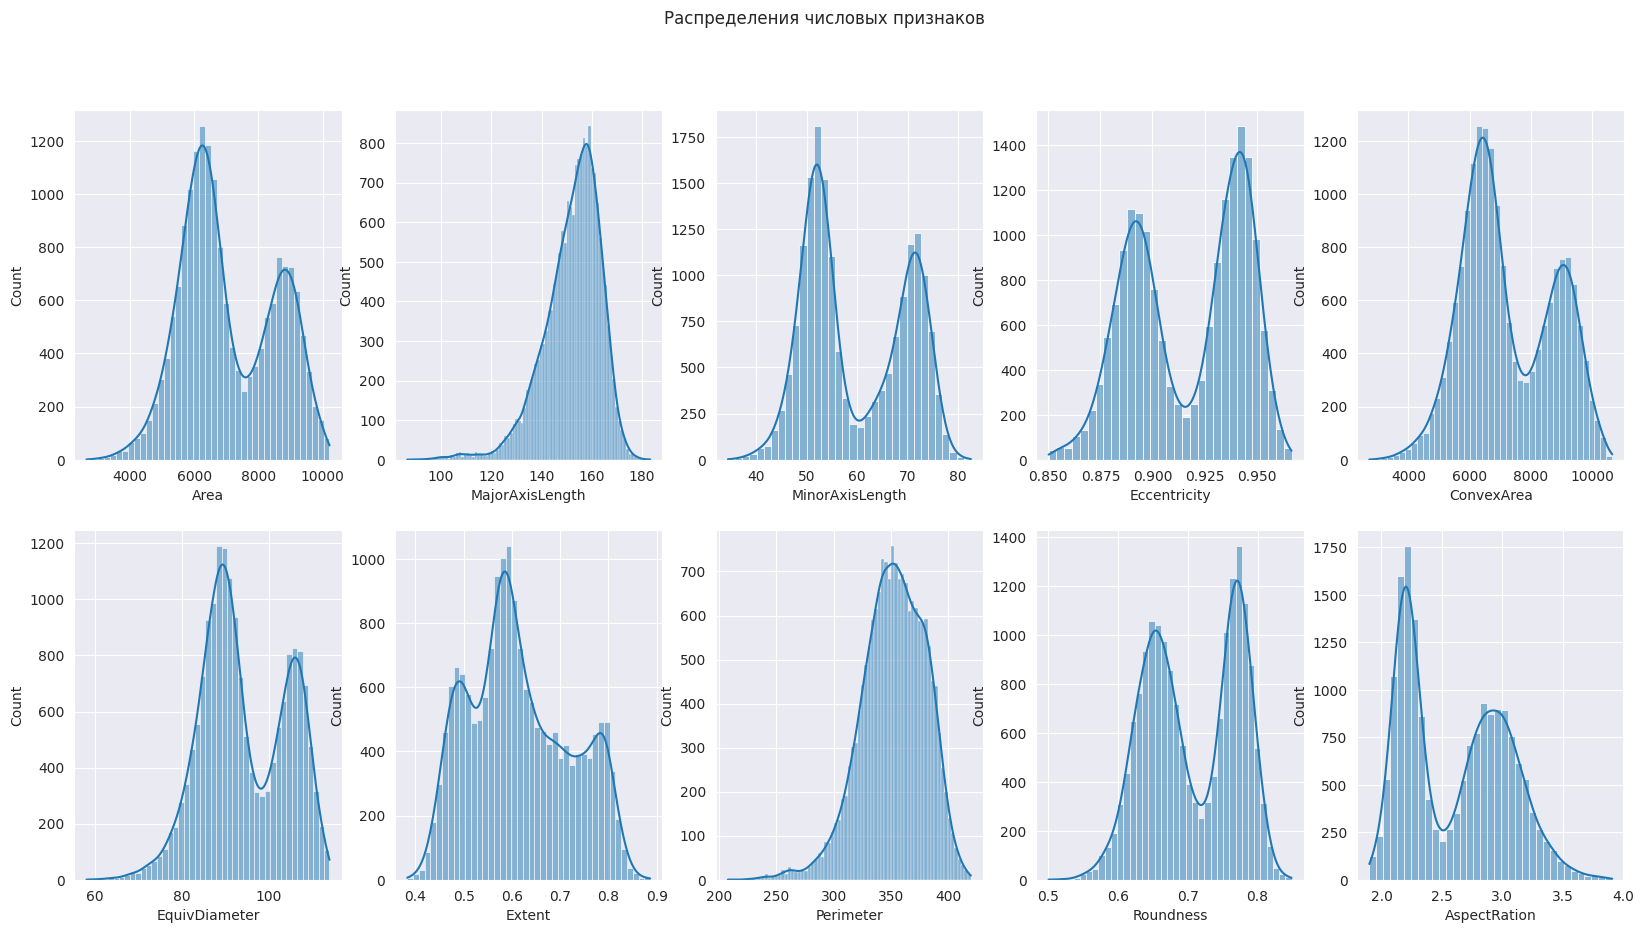 Распределения числовых признаков
Count
1200
1000
800
600
400
200
0
4000 6000 8000 10000
Area
Count
800
700
600
500
400
300
200
100
0
100 120 140 160 180
MajorAxisLength
Count
1750
1500
1250
1000
750
500
250
0
40 50 60 70 80
MinorAxisLength
Count
1400
1200
1000
800
600
400
200
0
0.850 0.875 0.900 0.925 0.950
Eccentricity
Count
1200
1000
800
600
400
200
0
4000 6000 8000 10000
ConvexArea
Count
1200
1000
800
600
400
200
0
60 80 100
EquivDiameter
Count
1000
800
600
400
200
0
0.4 0.5 0.6 0.7 0.8 0.9
Extent
Count
700
600
500
400
300
200
100
0
200 250 300 350 400
Perimeter
Count
1400
1200
1000
800
600
400
200
0
0.5 0.6 0.7 0.8
Roundness
Count
1750
1500
1250
1000
750
500
250
0
2.0 2.5 3.0 3.5 4.0
AspectRation